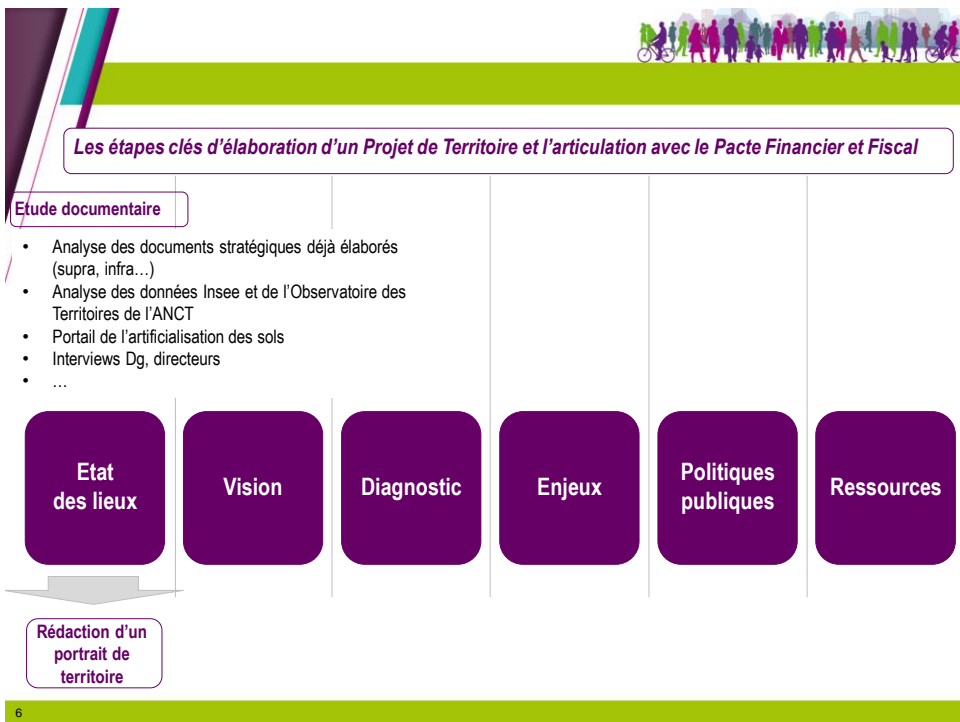 Les étapes clés d’élaboration d’un Projet de Territoire et l’articulation avec le Pacte Financier et Fiscal
Etude documentaire
• Analyse des documents stratégiques déjà élaborés
(supra, infra…)
• Analyse des données Insee et de l’Observatoire des
Territoires de l’ANCT
• Portail de l’artificialisation des sols
• Interviews Dg, directeurs
• …
Etat
des lieux
Vision
Diagnostic
Enjeux
Politiques
publiques
Ressources
Rédaction d’un
portrait de
territoire
6